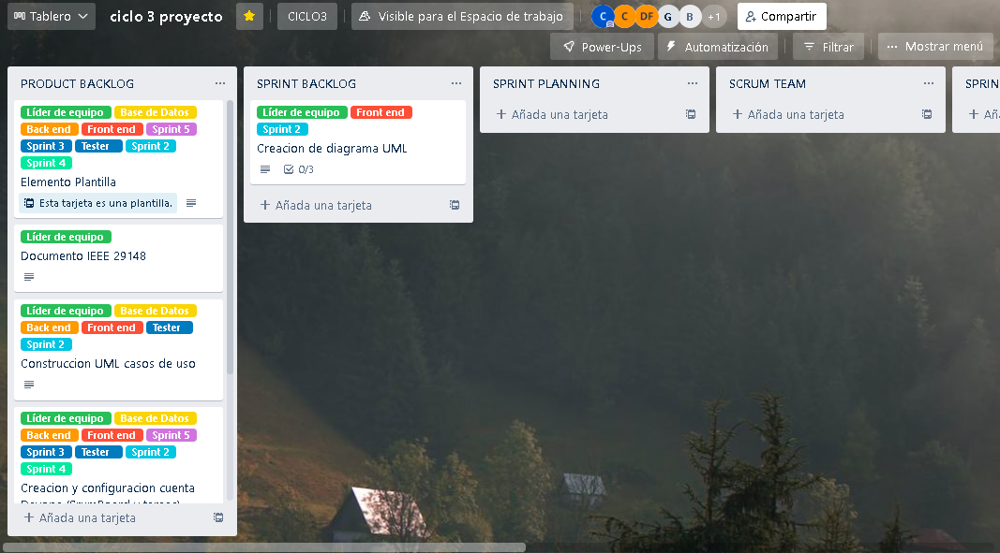 Tablero
ciclo 3 proyecto
CICLO3
Visible para el Espacio de trabajo
C C DF G B +1
Compartir
Power-Ups
Automatización
Filtrar
Mostrar menú
PRODUCT BACKLOG
Líder de equipo Base de Datos
Back end Front end Sprint 5
Sprint 3 Tester Sprint 2
Sprint 4
Elemento Plantilla
Esta tarjeta es una plantilla.
Líder de equipo
Documento IEEE 29148
Líder de equipo Base de Datos
Back end Front end Tester
Sprint 2
Construccion UML casos de uso
Líder de equipo Base de Datos
Back end Front end Sprint 5
Sprint 3 Tester Sprint 2
Sprint 4
Creacion y configuracion cuenta
Añada una tarjeta
SPRINT BACKLOG
Líder de equipo Front end
Sprint 2
Creacion de diagrama UML
0/3
Añada una tarjeta
SPRINT PLANNING
Añada una tarjeta
SCRUM TEAM
Añada una tarjeta
SPRIN
Aña